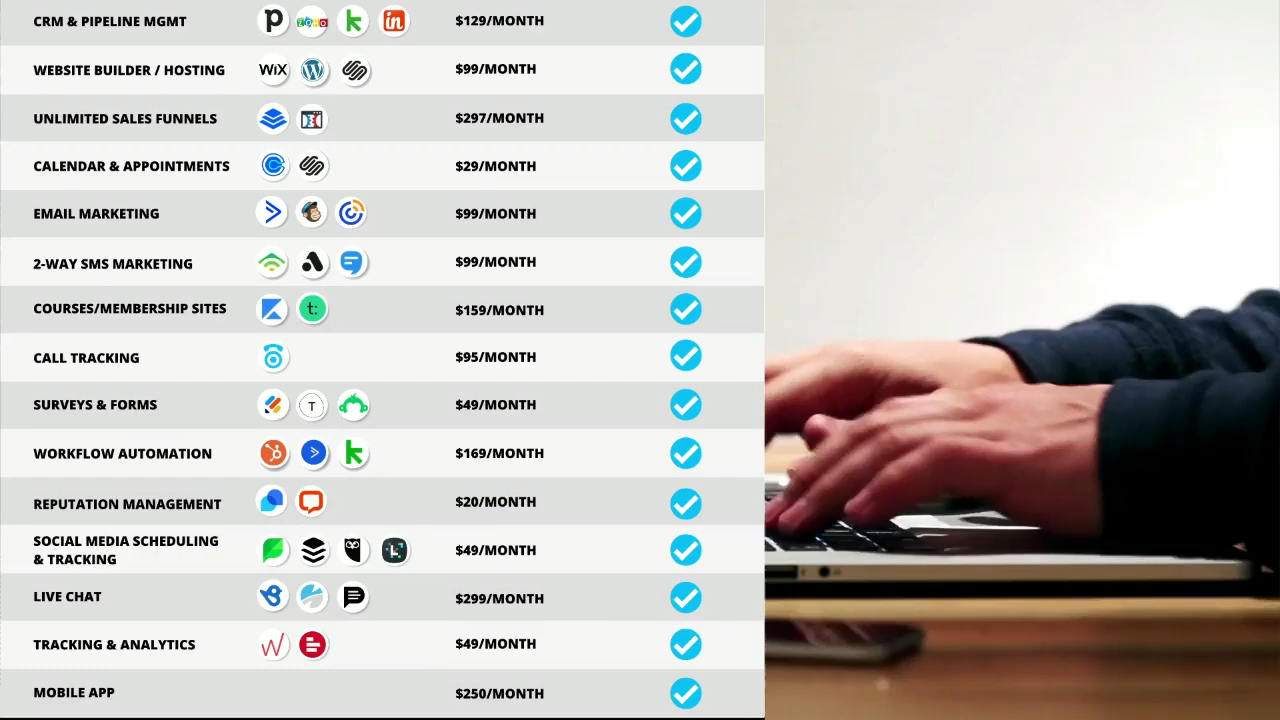 CRM & PIPELINE MGMT P ZOHO k in $129/MONTH
WEBSITE BUILDER / HOSTING WiX W $99/MONTH
UNLIMITED SALES FUNNELS $297/MONTH
CALENDAR & APPOINTMENTS C $29/MONTH
EMAIL MARKETING $99/MONTH
2-WAY SMS MARKETING $99/MONTH
COURSES/MEMBERSHIP SITES t: $159/MONTH
CALL TRACKING $95/MONTH
SURVEYS & FORMS T $49/MONTH
WORKFLOW AUTOMATION k $169/MONTH
REPUTATION MANAGEMENT $20/MONTH
SOCIAL MEDIA SCHEDULING
& TRACKING L $49/MONTH
LIVE CHAT $299/MONTH
TRACKING & ANALYTICS W $49/MONTH
MOBILE APP $250/MONTH